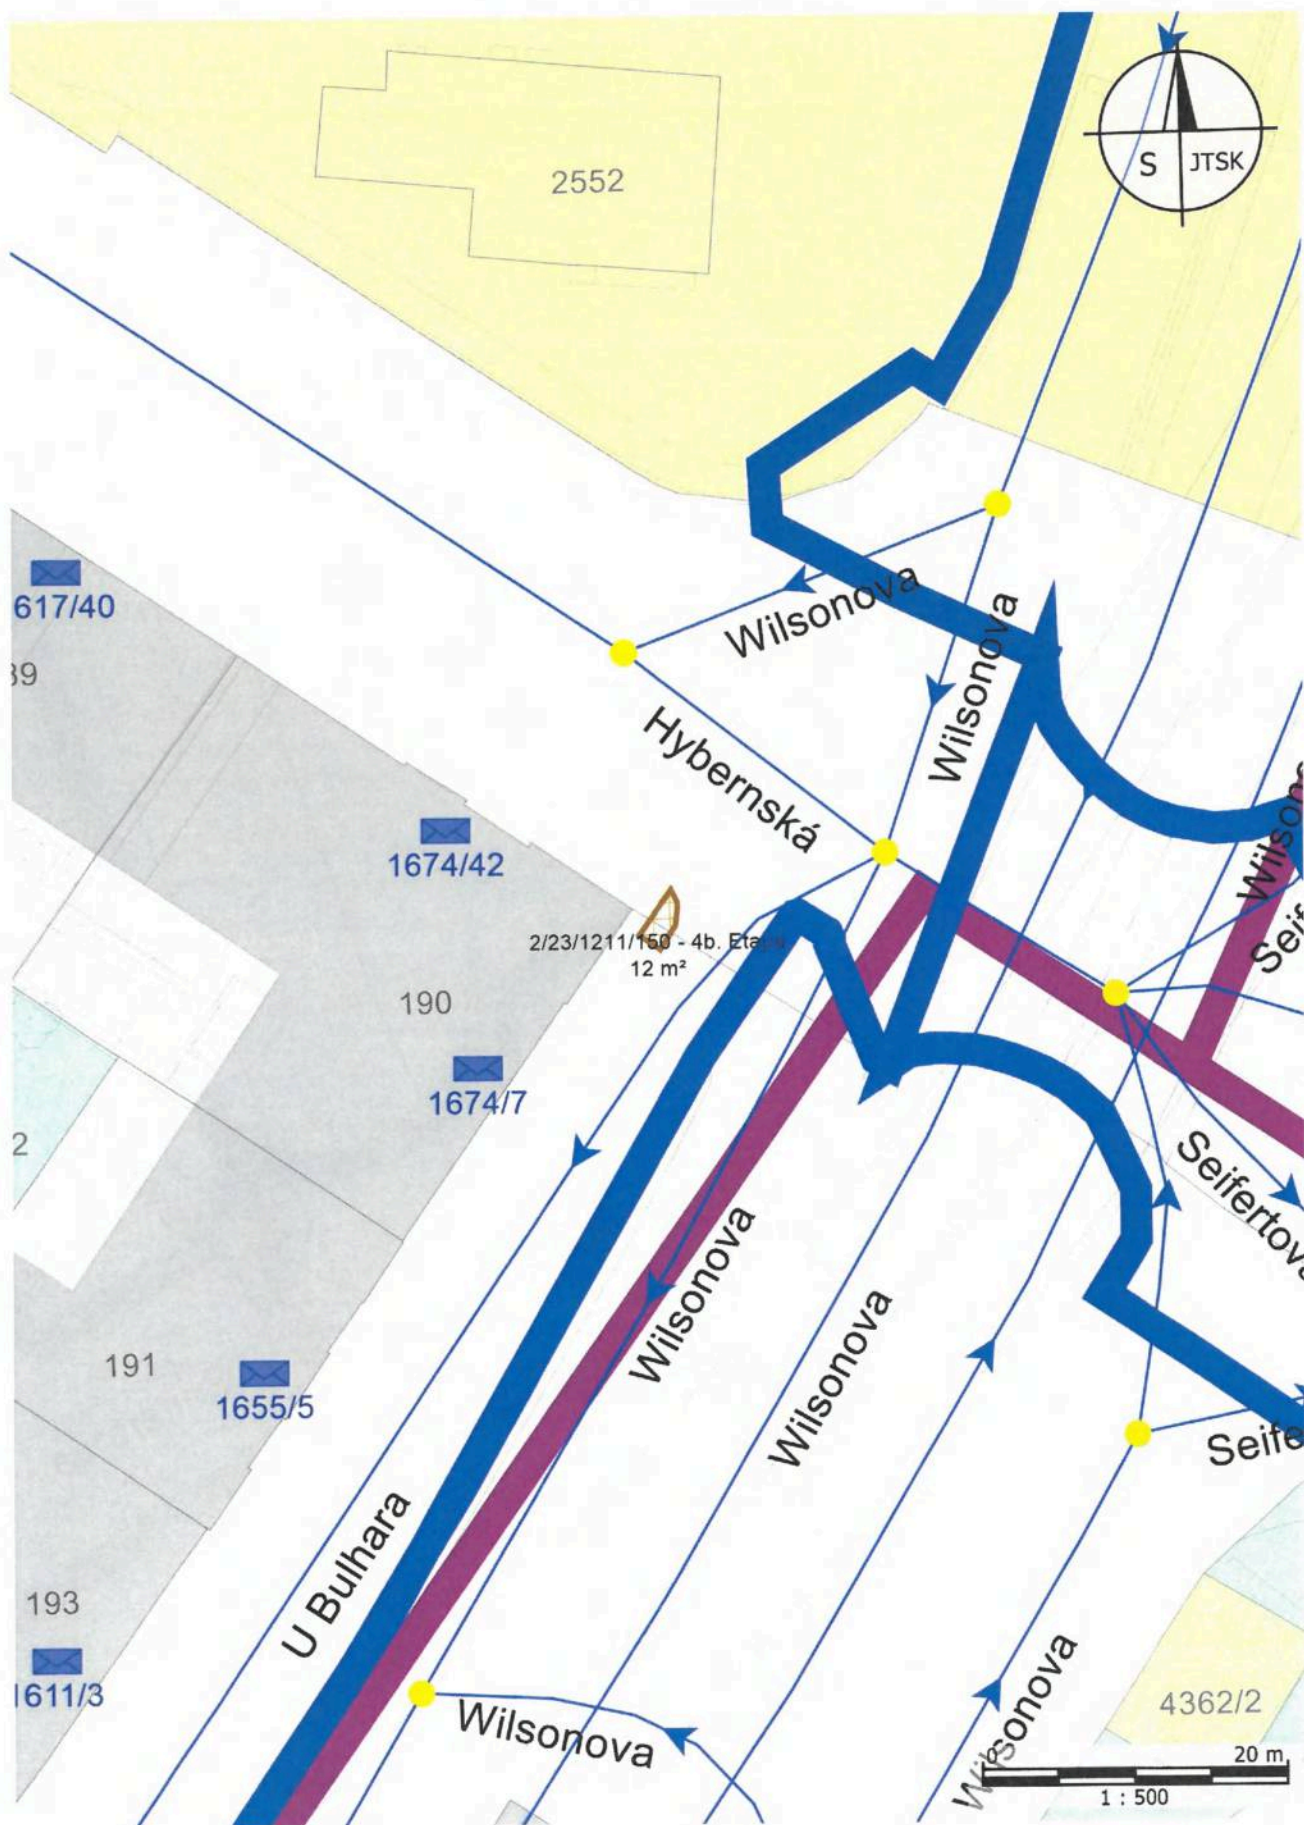 S JTSK
2552
617/40
39
Wilsonova
Wilsonova
Hybernská
1674/42
2/23/1211/150 - 4b. Etapa
12 m²
190
1674/7
Seifertova
Wilsonova
Wilsonova
191
1655/5
U Bulhara
193
1611/3
Wilsonova
Wilsonova
4362/2
20 m
1 : 500